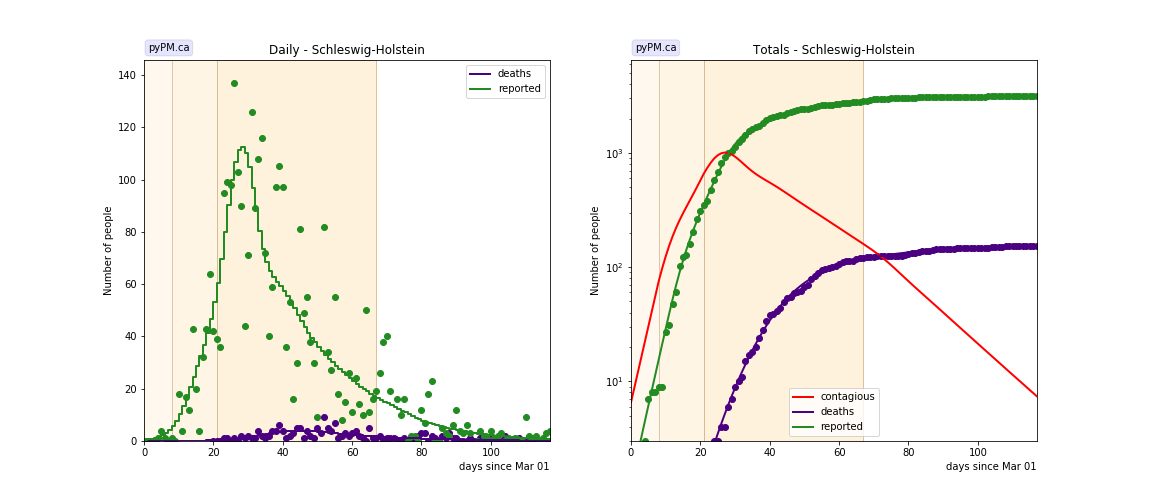 pyPM.ca
Daily - Schleswig-Holstein
deaths
reported
Number of people
0
20
40
60
80
100
120
140
0
20
40
60
80
100
days since Mar 01
pyPM.ca
Totals - Schleswig-Holstein
contagious
deaths
reported
Number of people
10¹
10²
10³
0
20
40
60
80
100
days since Mar 01